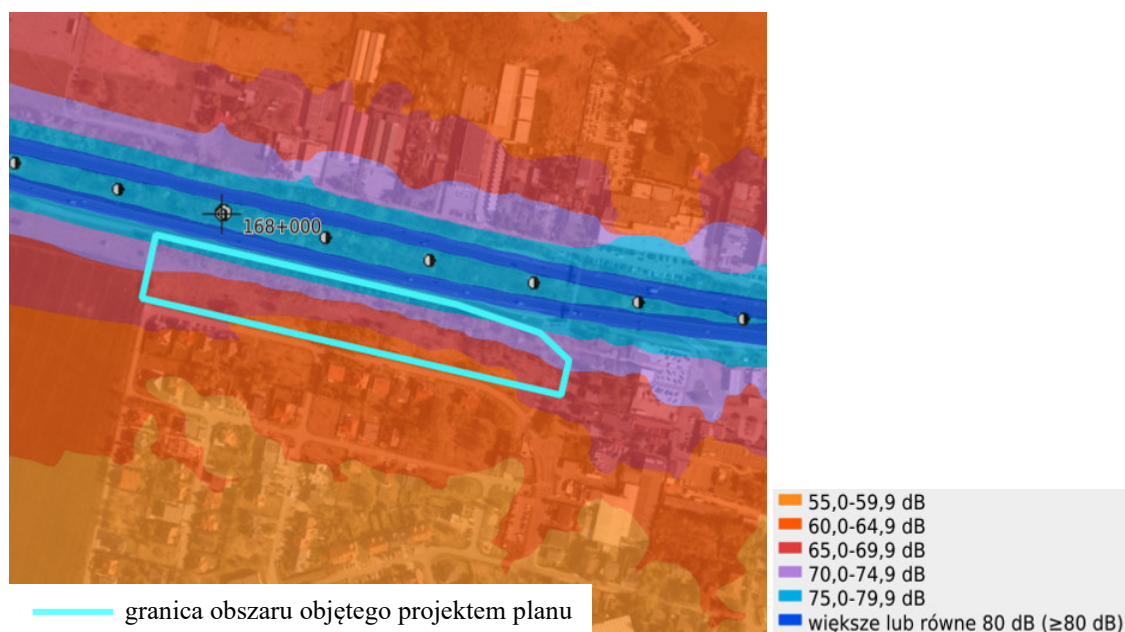 168+000
55,0-59,9 dB
60,0-64,9 dB
65,0-69,9 dB
70,0-74,9 dB
75,0-79,9 dB
większe lub równe 80 dB (≥80 dB)
granica obszaru objętego projektem planu